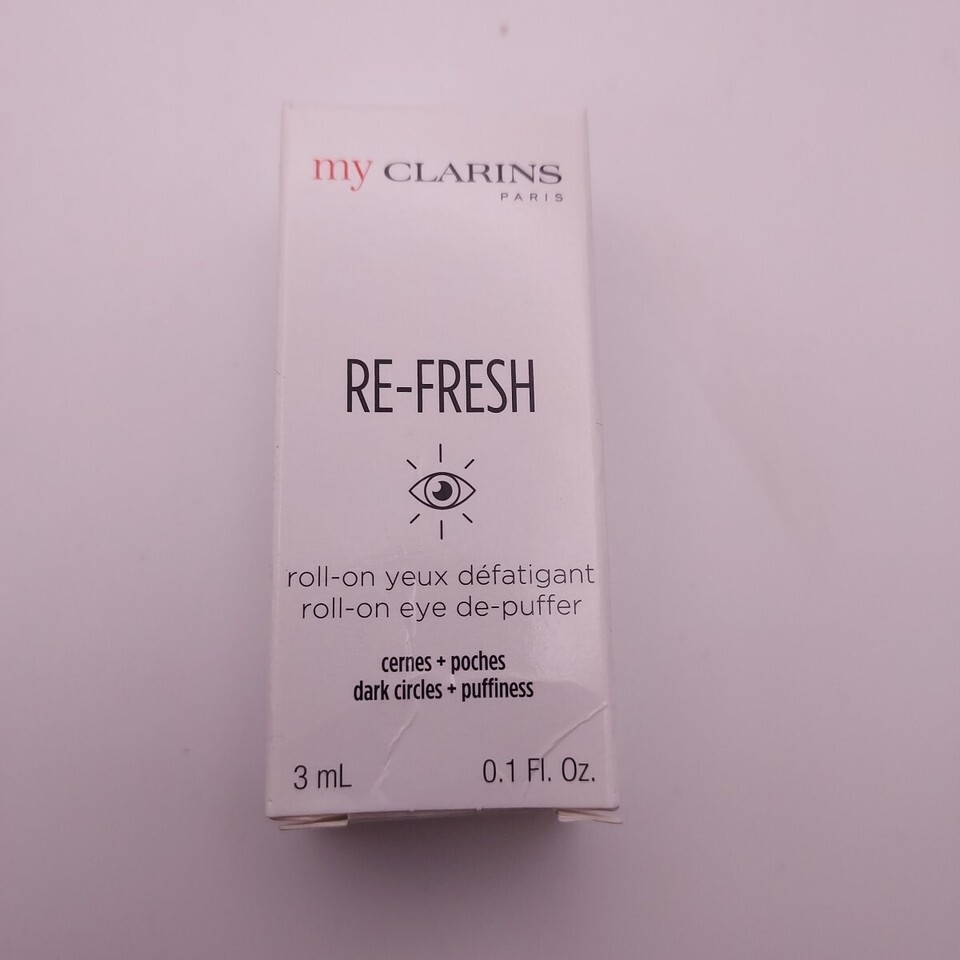 my CLARINS
PARIS
RE-FRESH
roll-on yeux défatigant
roll-on eye de-puffer
cernes + poches
dark circles + puffiness
3 mL 0.1 Fl. Oz.